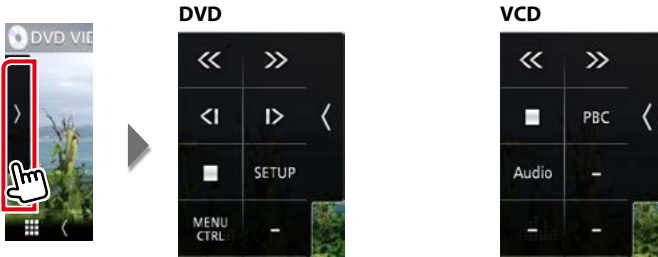 DVD
VCD
DVD VID
SETUP
MENU
CTRL
-
PBC
Audio
-
-
-